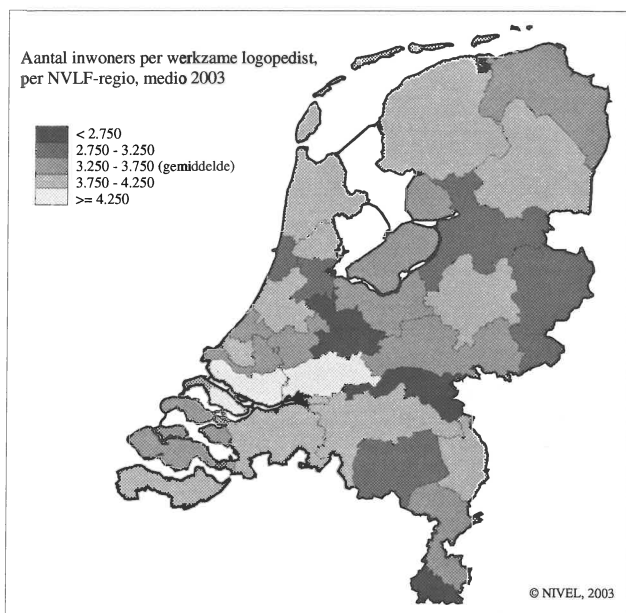 Aantal inwoners per werkzame logopedist,
per NVLF-regio, medio 2003
< 2.750
2.750 - 3.250
3.250 - 3.750 (gemiddelde)
3.750 - 4.250
>= 4.250
© NIVEL, 2003